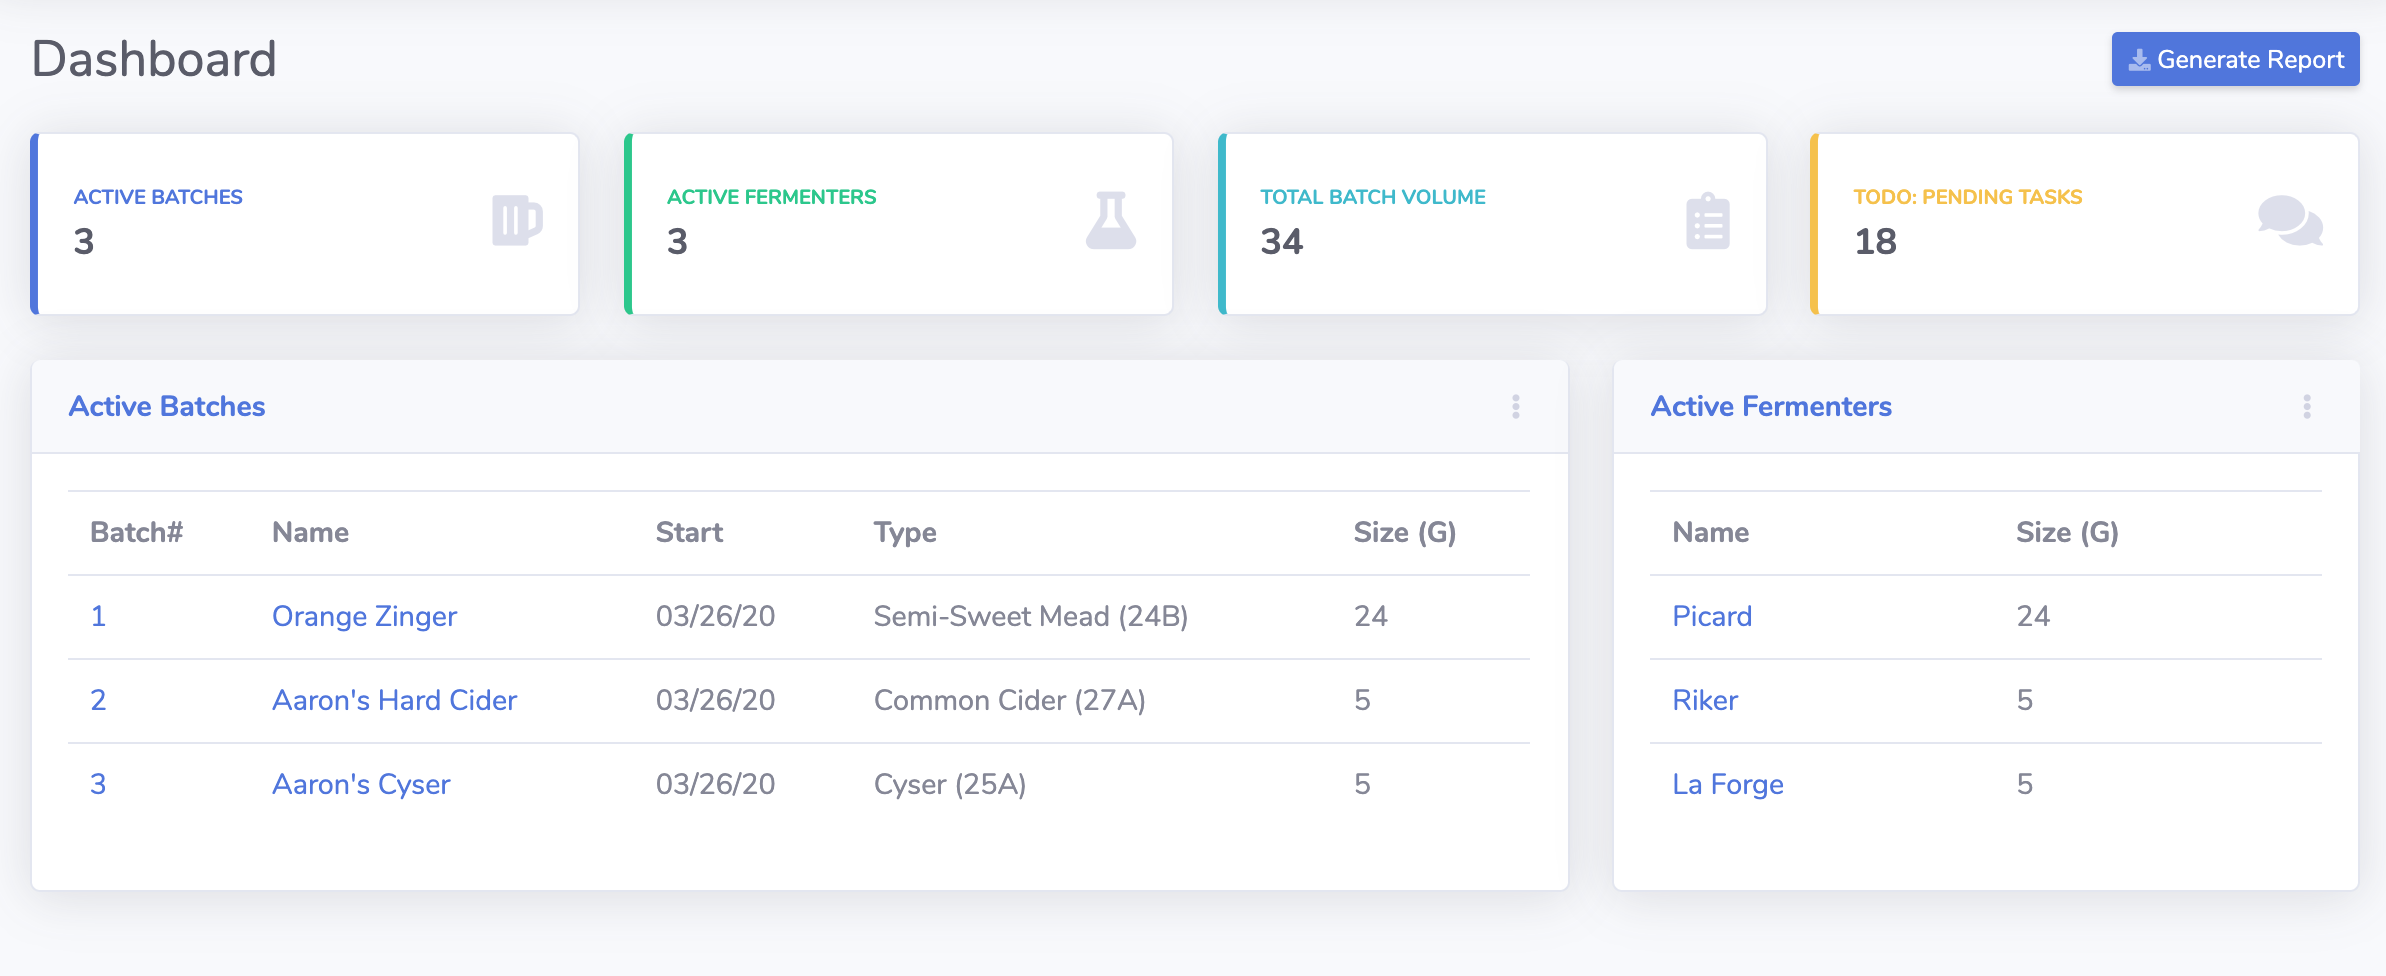 Dashboard
Generate Report
ACTIVE BATCHES
3
ACTIVE FERMENTERS
3
TOTAL BATCH VOLUME
34
TODO: PENDING TASKS
18
Active Batches
Batch# Name Start Type Size (G)
1 Orange Zinger 03/26/20 Semi-Sweet Mead (24B) 24
2 Aaron's Hard Cider 03/26/20 Common Cider (27A) 5
3 Aaron's Cyser 03/26/20 Cyser (25A) 5
Active Fermenters
Name Size (G)
Picard 24
Riker 5
La Forge 5